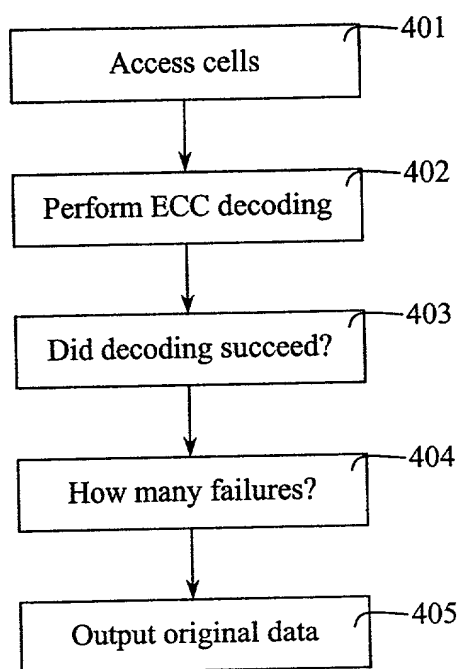 401
Access cells
402
Perform ECC decoding
403
Did decoding succeed?
404
How many failures?
405
Output original data